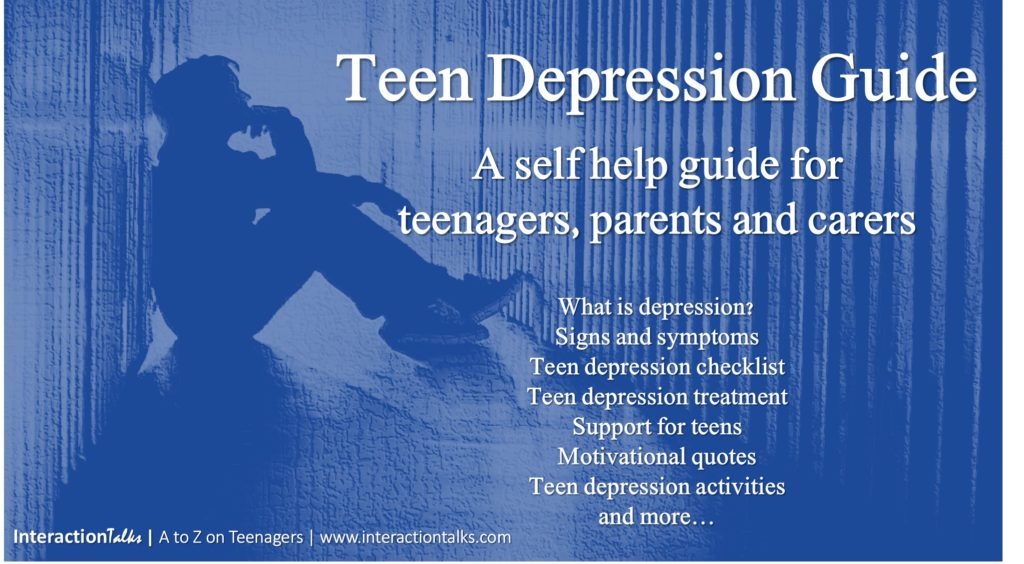 Teen Depression Guide
A self help guide for
teenagers, parents and carers
What is depression?
Signs and symptoms
Teen depression checklist
Teen depression treatment
Support for teens
Motivational quotes
Teen depression activities
and more…
InteractionTalks | A to Z on Teenagers | www.interactiontalks.com